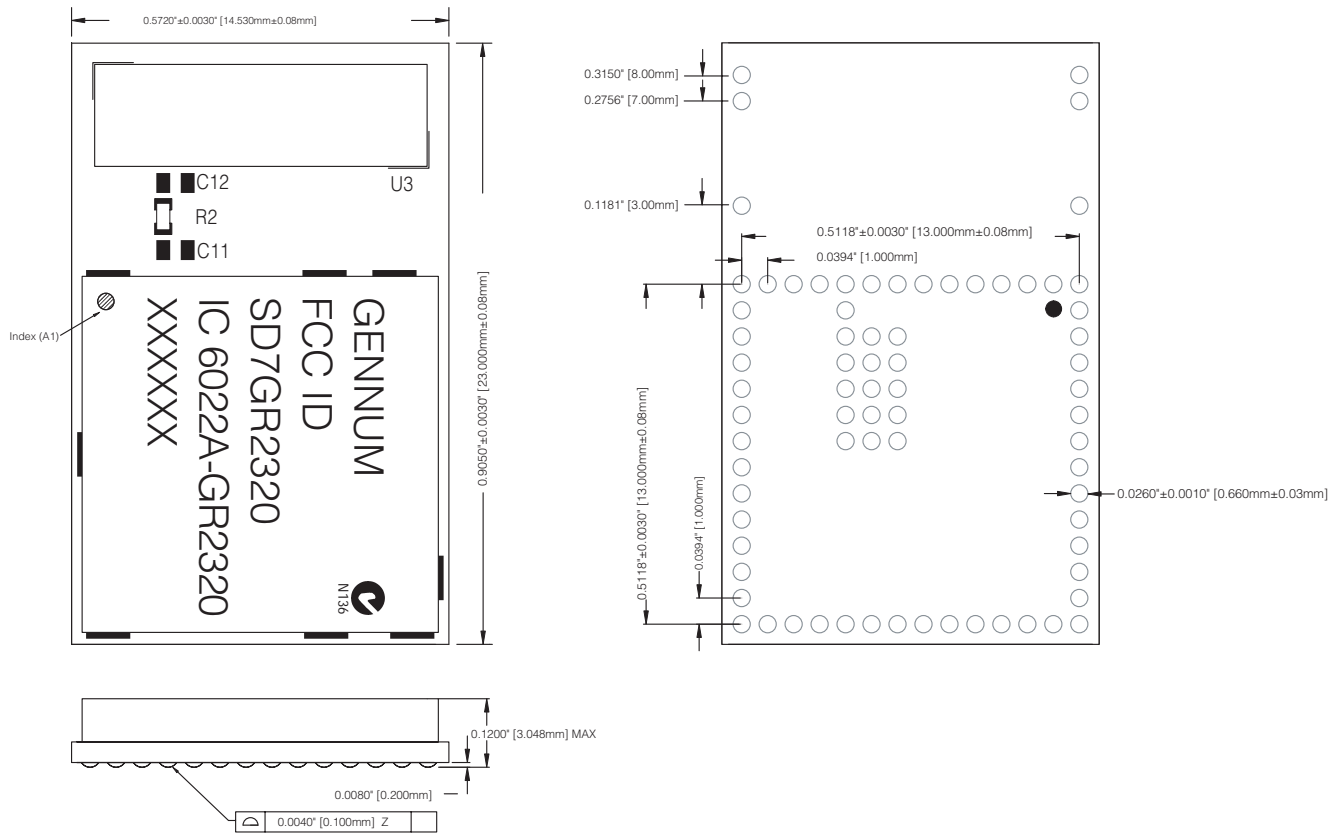 0.5720"±0.0030" [14.530mm±0.08mm]
C12
U3
R2
C11
Index (A1)
GENNUM
FCC ID
SD7GR2320
IC 6022A-GR2320
XXXXXX
N136
0.9050"±0.0030" [23.000mm±0.08mm]
0.3150" [8.00mm]
0.2756" [7.00mm]
0.1181" [3.00mm]
0.5118"±0.0030" [13.000mm±0.08mm]
0.0394" [1.000mm]
0.5118"±0.0030" [13.000mm±0.08mm]
0.0394" [1.000mm]
0.0260"±0.0010" [0.660mm±0.03mm]
0.1200" [3.048mm] MAX
0.0080" [0.200mm]
0.0040" [0.100mm] Z